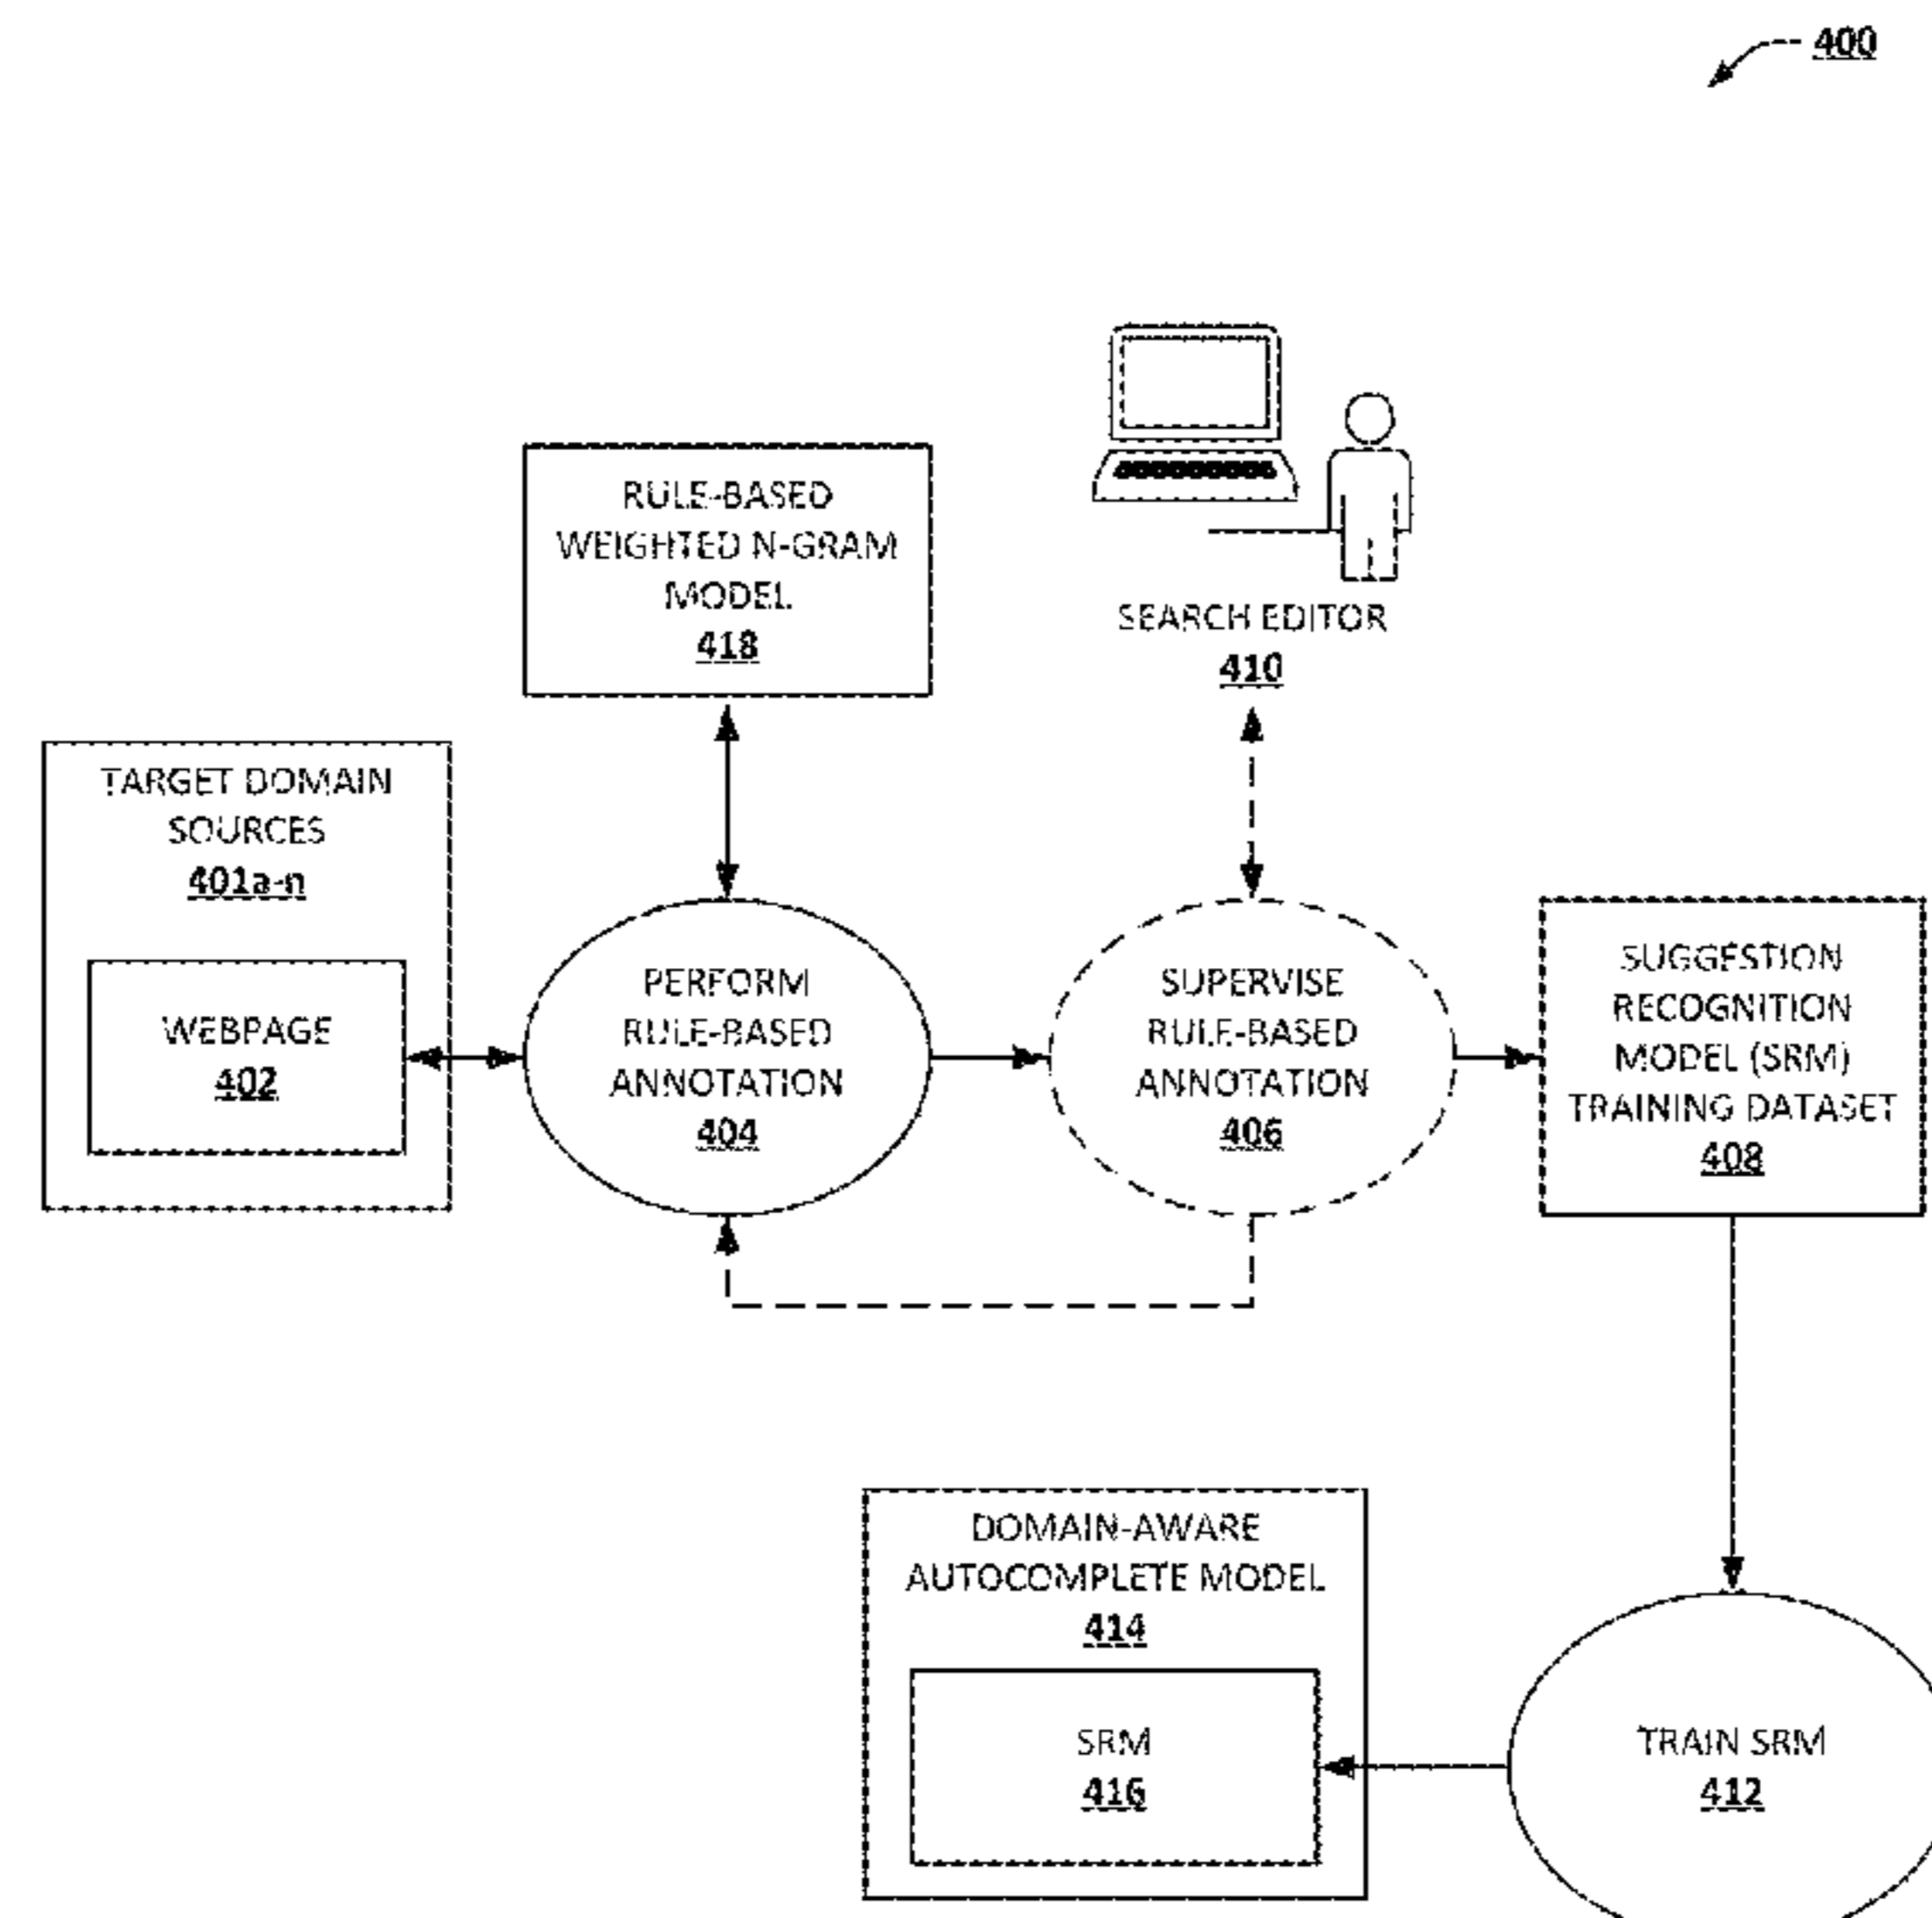 400
RULE-BASED
WEIGHTED N-GRAM
MODEL
418
SEARCH EDITOR
410
TARGET DOMAIN
SOURCES
401a-n
WEBPAGE
402
PERFORM
RULE-BASED
ANNOTATION
404
SUPERVISE
RULE-BASED
ANNOTATION
406
SUGGESTION
RECOGNITION
MODEL (SRM)
TRAINING DATASET
408
DOMAIN-AWARE
AUTOCOMPLETE MODEL
414
SRM
416
TRAIN SRM
412